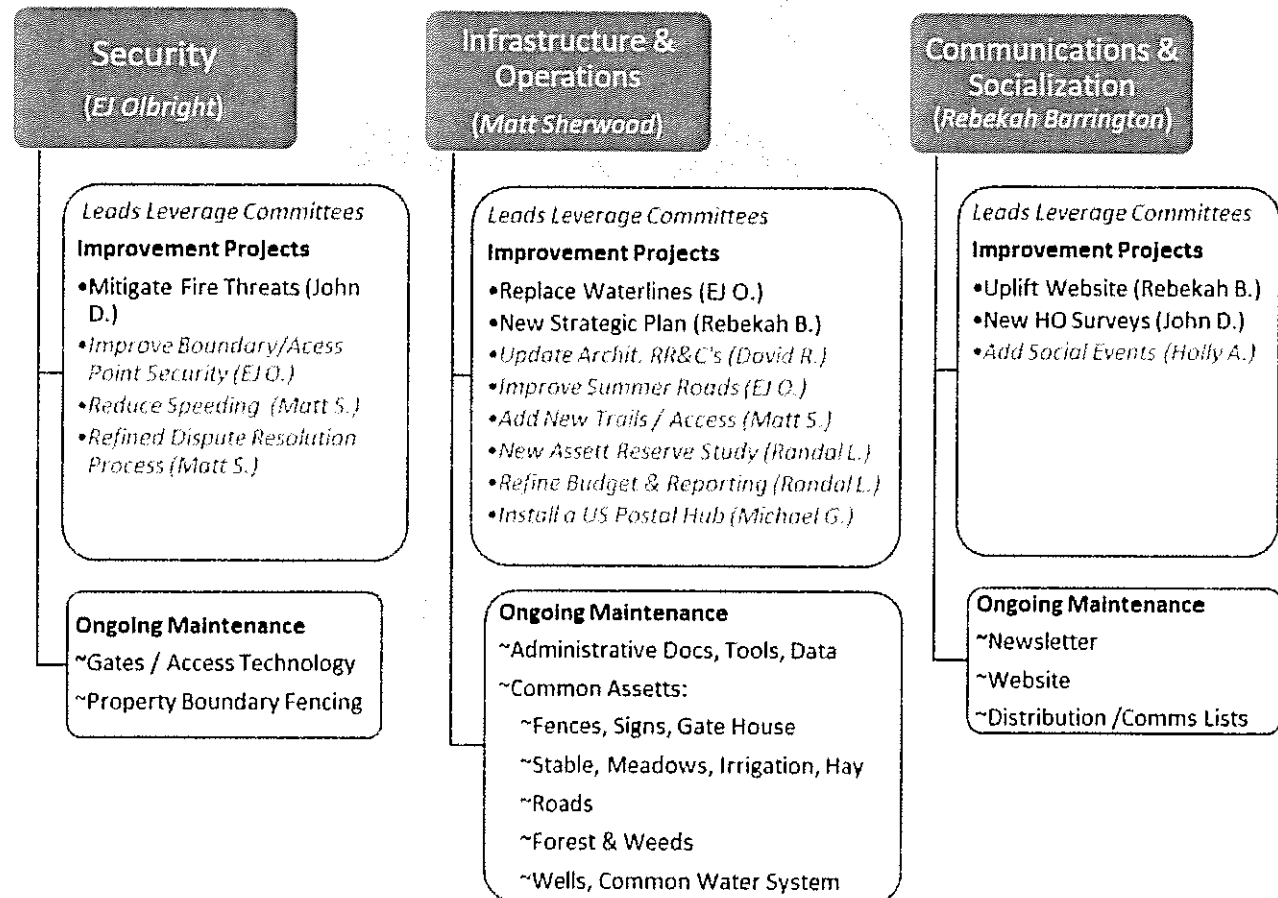 Security
(EJ Olbright)
Leads Leverage Committees
Improvement Projects
•Mitigate Fire Threats (John
D.)
•Improve Boundary/Acess
Point Security (EJ O.)
•Reduce Speeding (Matt S.)
•Refined Dispute Resolution
Process (Matt S.)
Ongoing Maintenance
~Gates / Access Technology
~Property Boundary Fencing
Infrastructure &
Operations
(Matt Sherwood)
Leads Leverage Committees
Improvement Projects
•Replace Waterlines (EJ O.)
•New Strategic Plan (Rebekah B.)
•Update Archit. RR&C's (David R.)
•Improve Summer Roads (EJ O.)
•Add New Trails / Access (Matt S.)
•New Assett Reserve Study (Randal L.)
•Refine Budget & Reporting (Randal L.)
•Install a US Postal Hub (Michael G.)
Ongoing Maintenance
~Administrative Docs, Tools, Data
~Common Assetts:
~Fences, Signs, Gate House
~Stable, Meadows, Irrigation, Hay
~Roads
~Forest & Weeds
~Wells, Common Water System
Communications &
Socialization
(Rebekah Barrington)
Leads Leverage Committees
Improvement Projects
•Uplift Website (Rebekah B.)
•New HO Surveys (John D.)
•Add Social Events (Holly A.)
Ongoing Maintenance
~Newsletter
~Website
~Distribution /Comms Lists